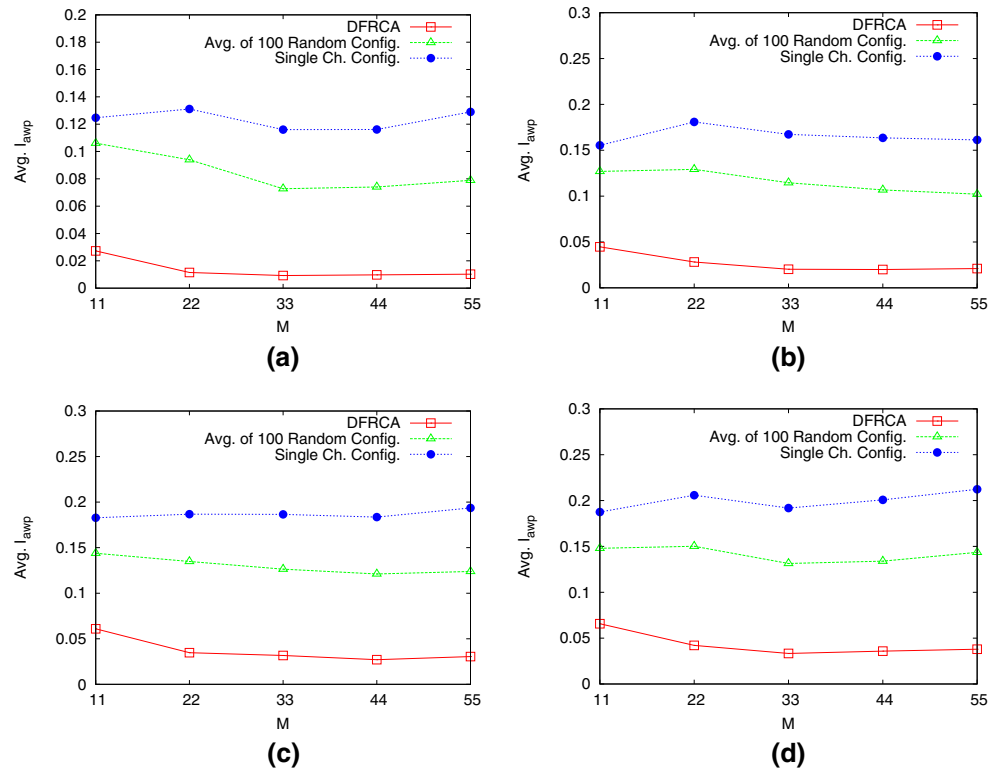 0.2
0.18
0.16
0.14
0.12
0.1
0.08
0.06
0.04
0.02
0
Avg. I_awp
DFRCA
Avg. of 100 Random Config.
Single Ch. Config.
11 22 33 44 55
M
(a)
0.3
0.25
0.2
0.15
0.1
0.05
0
Avg. I_awp
DFRCA
Avg. of 100 Random Config.
Single Ch. Config.
11 22 33 44 55
M
(b)
0.3
0.25
0.2
0.15
0.1
0.05
0
Avg. I_awp
DFRCA
Avg. of 100 Random Config.
Single Ch. Config.
11 22 33 44 55
M
(c)
0.3
0.25
0.2
0.15
0.1
0.05
0
Avg. I_awp
DFRCA
Avg. of 100 Random Config.
Single Ch. Config.
11 22 33 44 55
M
(d)